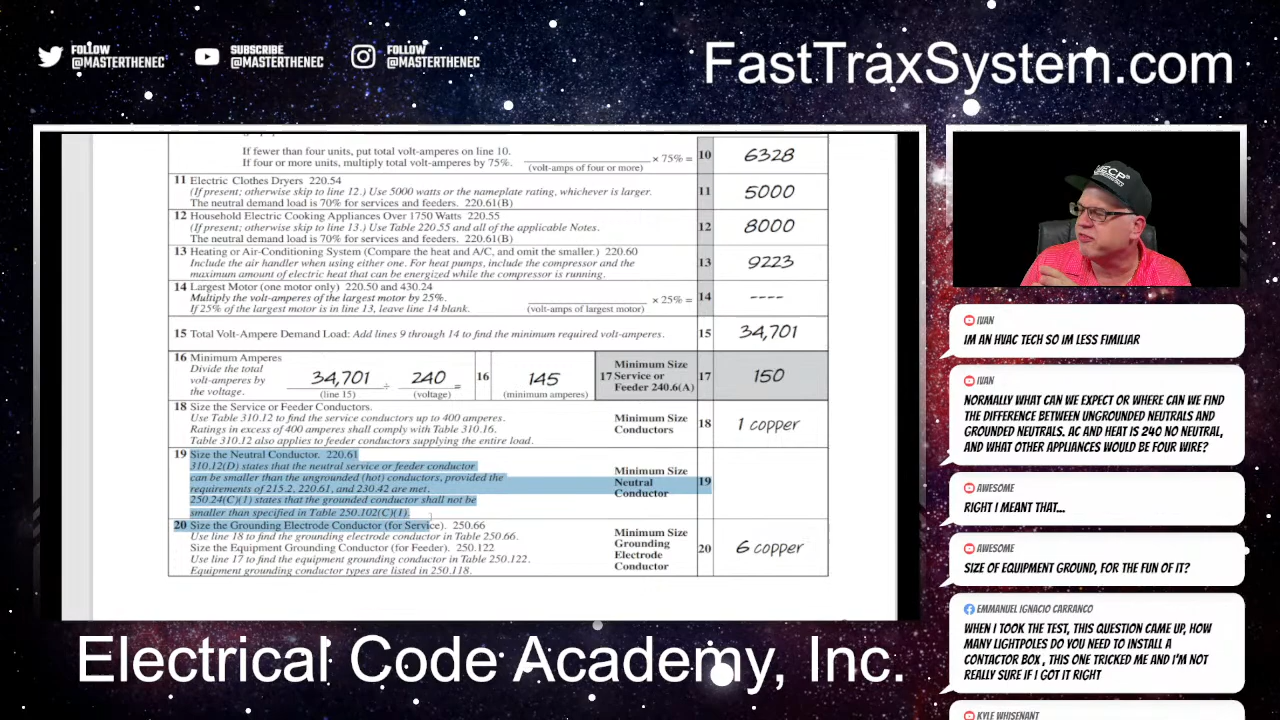 FOLLOW
@MASTERTHENEC
SUBSCRIBE
@MASTERTHENEC
FOLLOW
@MASTERTHENEC
FastTraxSystem.com
If fewer than four units, put total volt-amperes on line 10.
If four or more units, multiply total volt-amperes by 75%.
(volt-amps of four or more)
× 75% =
10
6328
11 Electric Clothes Dryers 220.54
(If present; otherwise skip to line 12.) Use 5000 watts or the nameplate rating, whichever is larger.
The neutral demand load is 70% for services and feeders. 220.61(B)
11
5000
12 Household Electric Cooking Appliances Over 1750 Watts 220.55
(If present; otherwise skip to line 13.) Use Table 220.55 and all of the applicable Notes.
The neutral demand load is 70% for services and feeders. 220.61(B)
12
8000
13 Heating or Air-Conditioning System (Compare the heat and A/C, and omit the smaller.) 220.60
Include the air handler when using either one. For heat pumps, include the compressor and the
maximum amount of electric heat that can be energized while the compressor is running.
13
9223
14 Largest Motor (one motor only) 220.50 and 430.24
Multiply the volt-amperes of the largest motor by 25%.
If 25% of the largest motor is in line 13, leave line 14 blank.
(volt-amps of largest motor)
× 25% =
14
----
15 Total Volt-Ampere Demand Load: Add lines 9 through 14 to find the minimum required volt-amperes.
15
34,701
16 Minimum Amperes
Divide the total
volt-amperes by
the voltage.
34,701 ÷ 240 =
(line 15) (voltage)
16
145
(minimum amperes)
17 Minimum Size
Service or
Feeder 240.6(A)
17
150
18 Size the Service or Feeder Conductors.
Use Table 310.12 to find the service conductors up to 400 amperes.
Ratings in excess of 400 amperes shall comply with Table 310.16.
Table 310.12 also applies to feeder conductors supplying the entire load.
Minimum Size
Conductors
18
1 copper
19 Size the Neutral Conductor. 220.61
310.12(D) states that the neutral service or feeder conductor
can be smaller than the ungrounded (hot) conductors, provided the
requirements of 215.2, 220.61, and 230.42 are met.
250.24(C)(1) states that the grounded conductor shall not be
smaller than specified in Table 250.102(C)(1).
Minimum Size
Neutral
Conductor
19
20 Size the Grounding Electrode Conductor (for Service). 250.66
Use line 18 to find the grounding electrode conductor in Table 250.66.
Size the Equipment Grounding Conductor (for Feeder). 250.122
Use line 17 to find the equipment grounding conductor in Table 250.122.
Equipment grounding conductor types are listed in 250.118.
Minimum Size
Grounding
Electrode
Conductor
20
6 copper
IVAN
IM AN HVAC TECH SO IM LESS FIMILIAR
IVAN
NORMALLY WHAT CAN WE EXPECT OR WHERE CAN WE FIND
THE DIFFERENCE BETWEEN UNGROUNDED NEUTRALS AND
GROUNDED NEUTRALS. AC AND HEAT IS 240 NO NEUTRAL,
AND WHAT OTHER APPLIANCES WOULD BE FOUR WIRE?
AWESOME
RIGHT I MEANT THAT...
AWESOME
SIZE OF EQUIPMENT GROUND, FOR THE FUN OF IT?
EMMANUEL IGNACIO CARRANCO
WHEN I TOOK THE TEST, THIS QUESTION CAME UP, HOW
MANY LIGHTPOLES DO YOU NEED TO INSTALL A
CONTACTOR BOX , THIS ONE TRICKED ME AND I'M NOT
REALLY SURE IF I GOT IT RIGHT
KYLE WHISENANT
Electrical Code Academy, Inc.